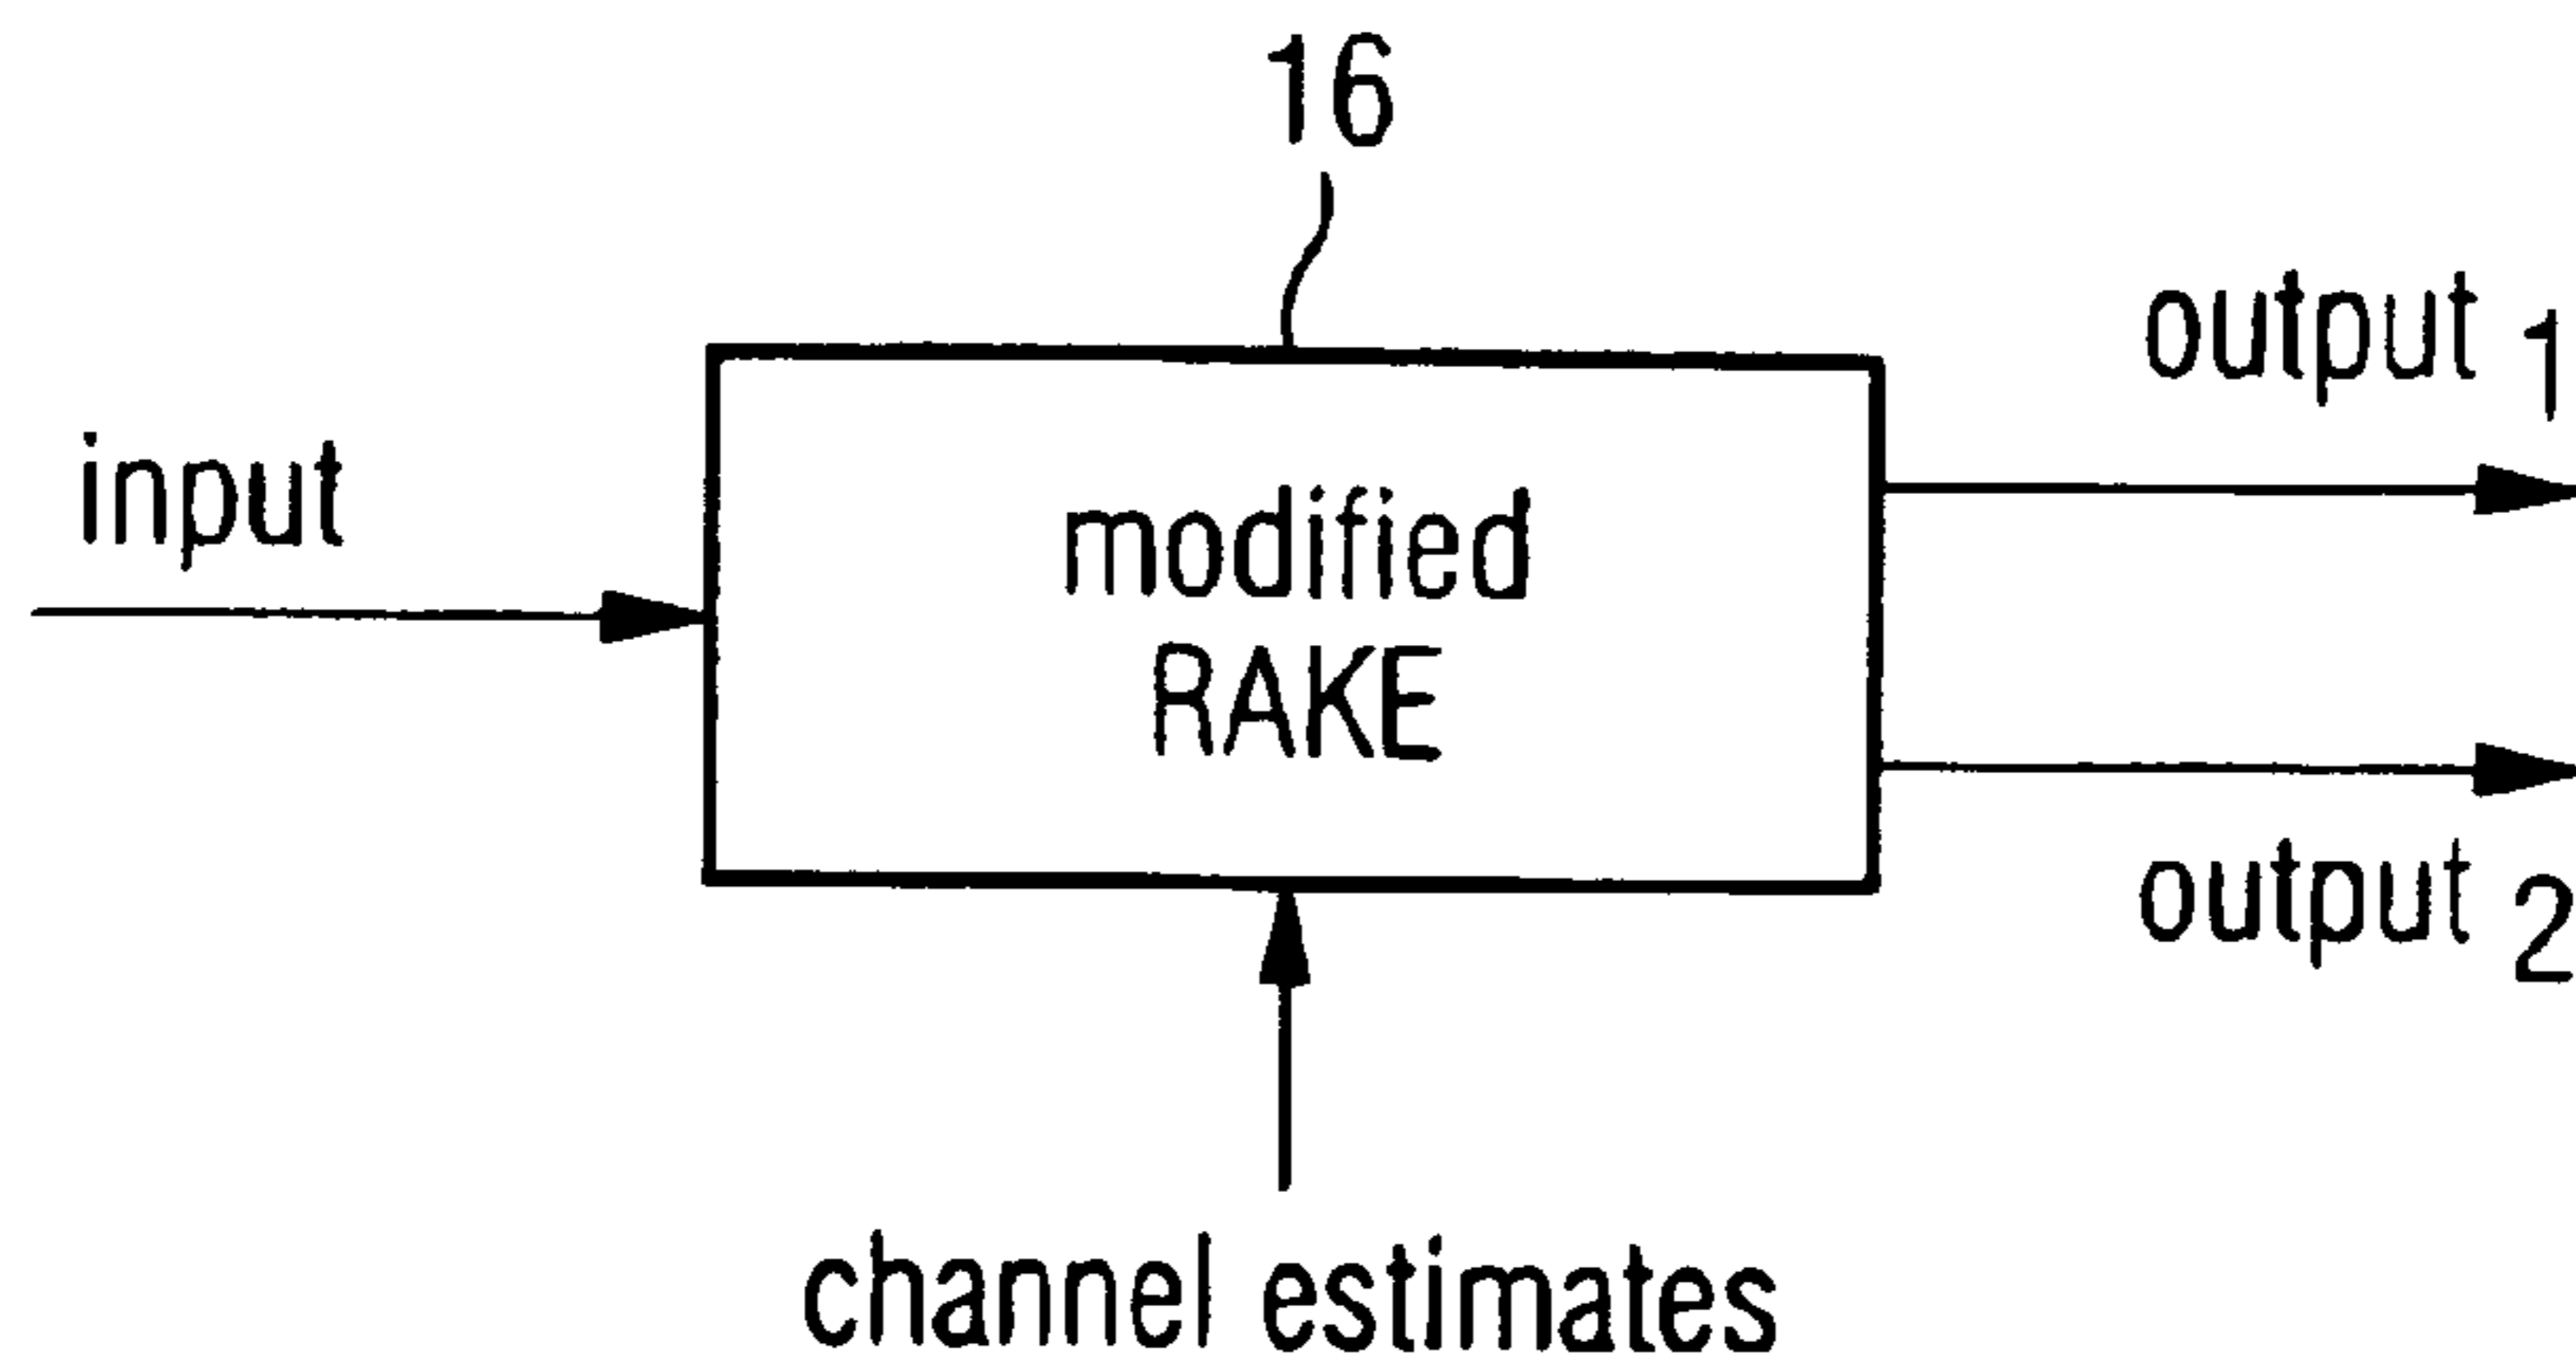 16
output 1
input
modified
RAKE
output 2
channel estimates